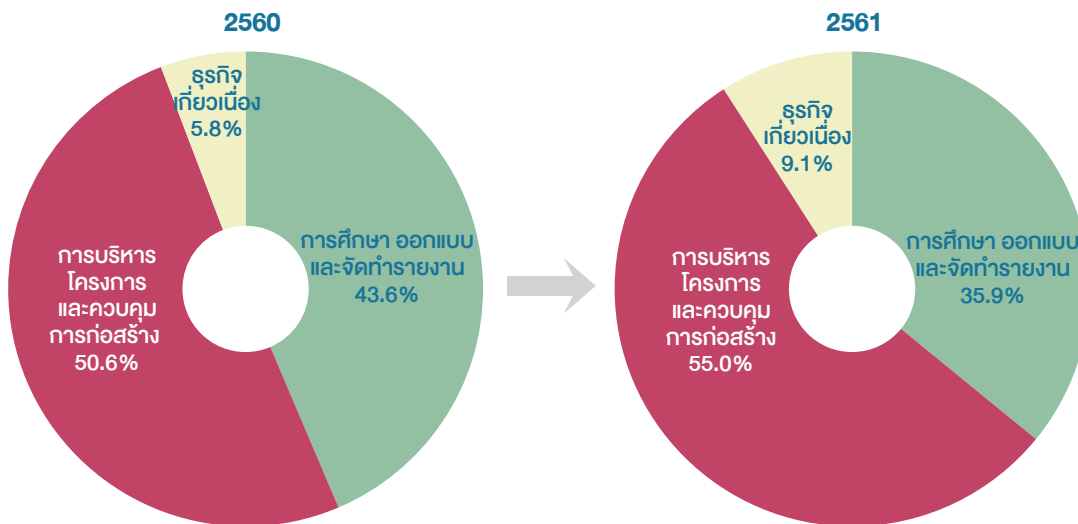 2560
ธุรกิจ
เกี่ยวเนื่อง
5.8%
การศึกษา ออกแบบ
และจัดทำรายงาน
43.6%
การบริหาร
โครงการ
และควบคุม
การก่อสร้าง
50.6%
2561
ธุรกิจ
เกี่ยวเนื่อง
9.1%
การศึกษา ออกแบบ
และจัดทำรายงาน
35.9%
การบริหาร
โครงการ
และควบคุม
การก่อสร้าง
55.0%